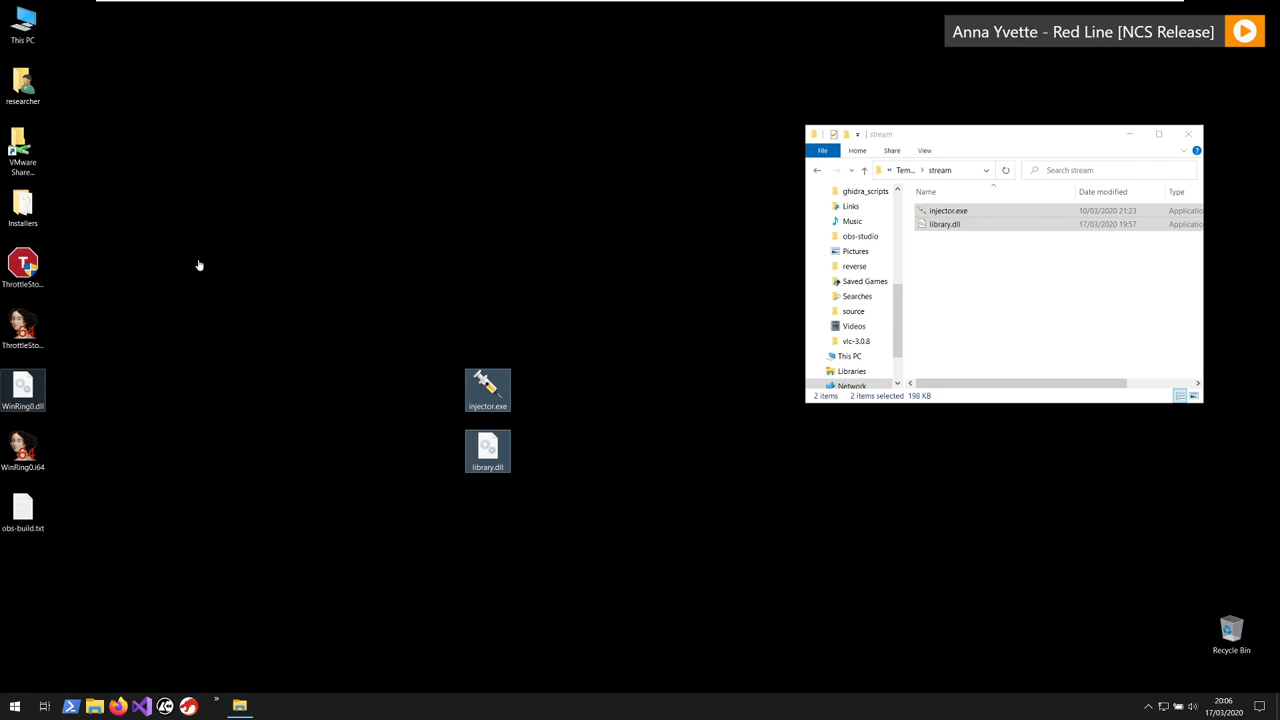 This PC
Anna Yvette - Red Line [NCS Release]
researcher
VMware
Share...
Installers
ThrottleSto...
ThrottleSto...
WinRing0.dll
WinRing0.i64
obs-build.txt
injector.exe
library.dll
stream
File
Home
Share
View
« Tem... › stream
Search stream
Name
Date modified
Type
ghidra_scripts
Links
Music
obs-studio
Pictures
reverse
Saved Games
Searches
source
Videos
vlc-3.0.8
This PC
Libraries
Network
injector.exe
10/03/2020 21:23
Applicatio
library.dll
17/03/2020 19:57
Applicatio
2 items
2 items selected 198 KB
Recycle Bin
20:06
17/03/2020